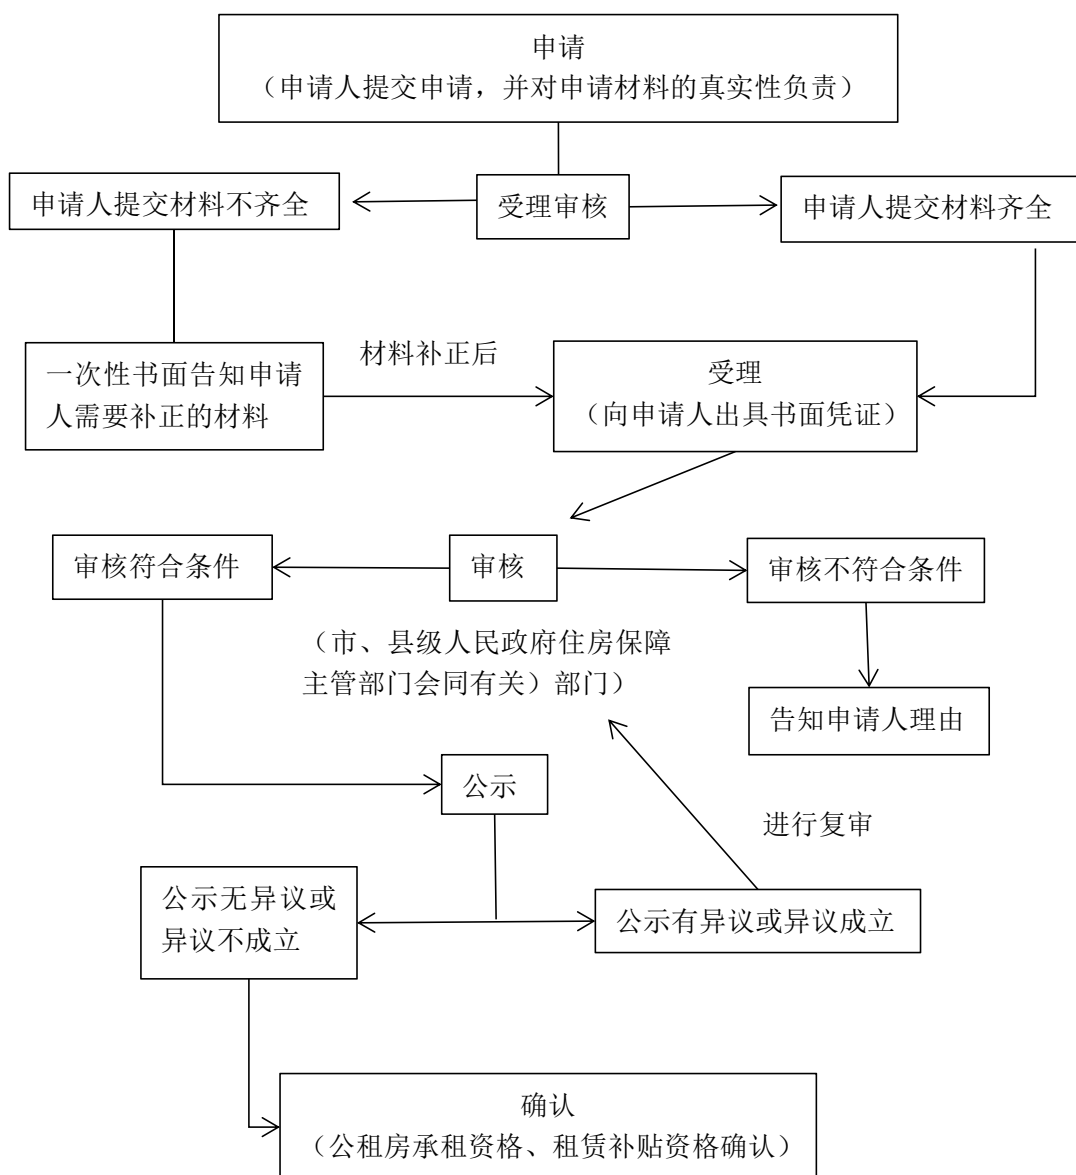 申请
（申请人提交申请，并对申请材料的真实性负责）
申请人提交材料不齐全
受理审核
申请人提交材料齐全
材料补正后
一次性书面告知申请
人需要补正的材料
受理
（向申请人出具书面凭证）
审核符合条件
审核
审核不符合条件
（市、县级人民政府住房保障
主管部门会同有关）部门）
告知申请人理由
公示
进行复审
公示无异议或
异议不成立
公示有异议或异议成立
确认
（公租房承租资格、租赁补贴资格确认）